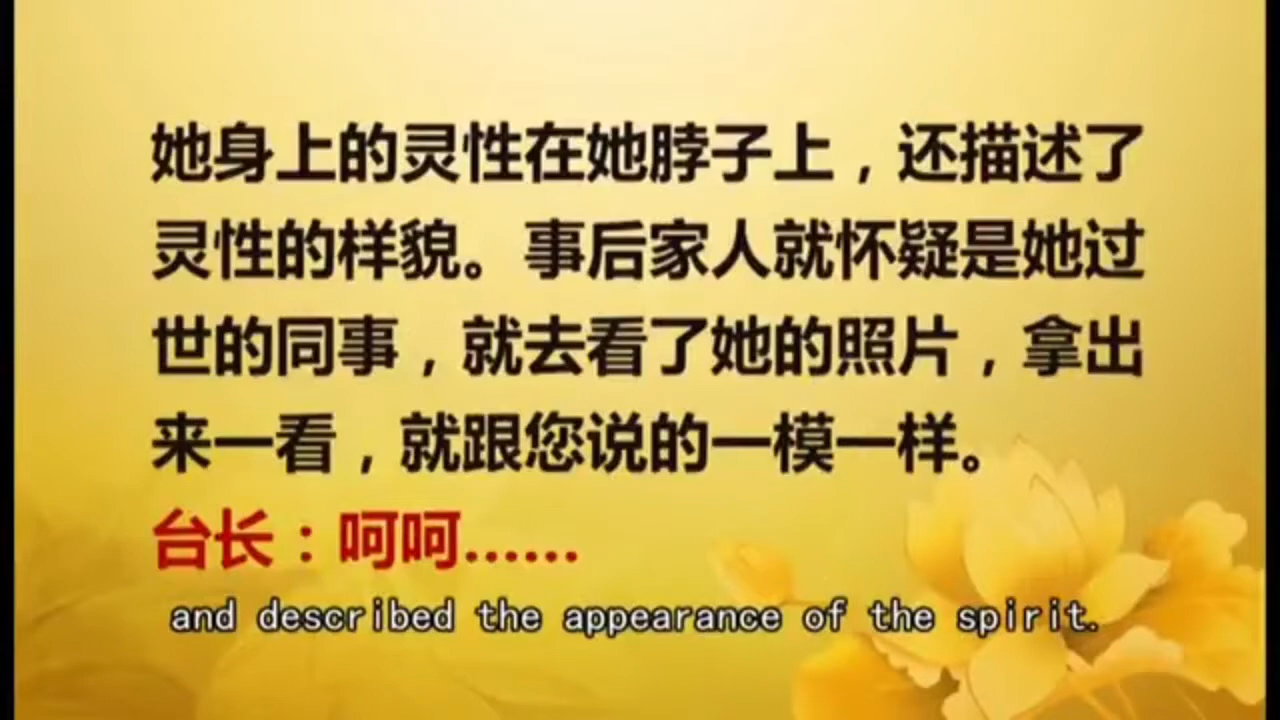 她身上的灵性在她脖子上，还描述了
灵性的样貌。事后家人就怀疑是她过
世的同事，就去看了她的照片，拿出
来一看，就跟您说的一模一样。
台长：呵呵……
and described the appearance of the spirit.